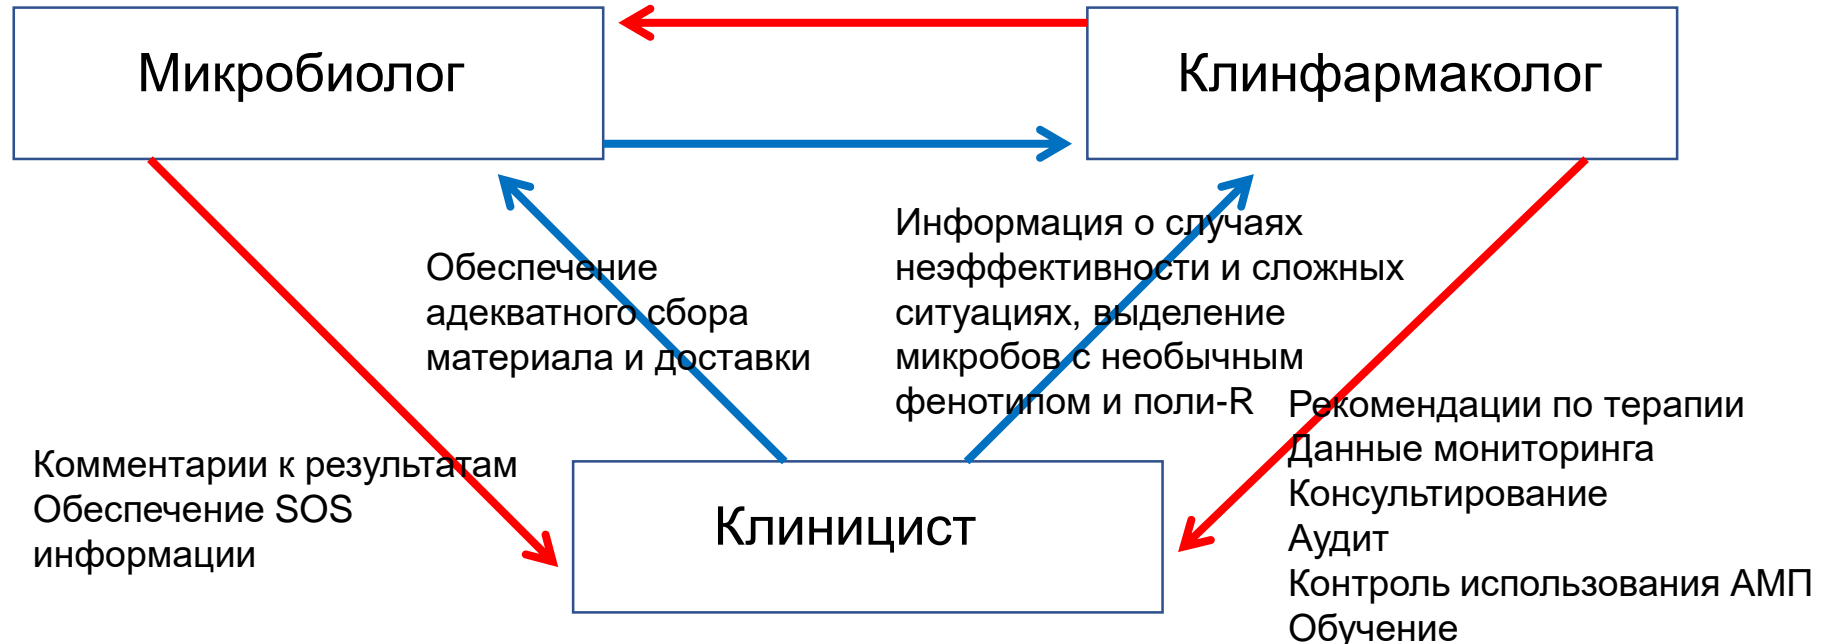 Микробиолог
Клинфармаколог
Обеспечение
адекватного сбора
материала и доставки
Информация о случаях
неэффективности и сложных
ситуациях, выделение
микробов с необычным
фенотипом и поли-R
Комментарии к результатам
Обеспечение SOS
информации
Клиницист
Рекомендации по терапии
Данные мониторинга
Консультирование
Аудит
Контроль использования АМП
Обучение